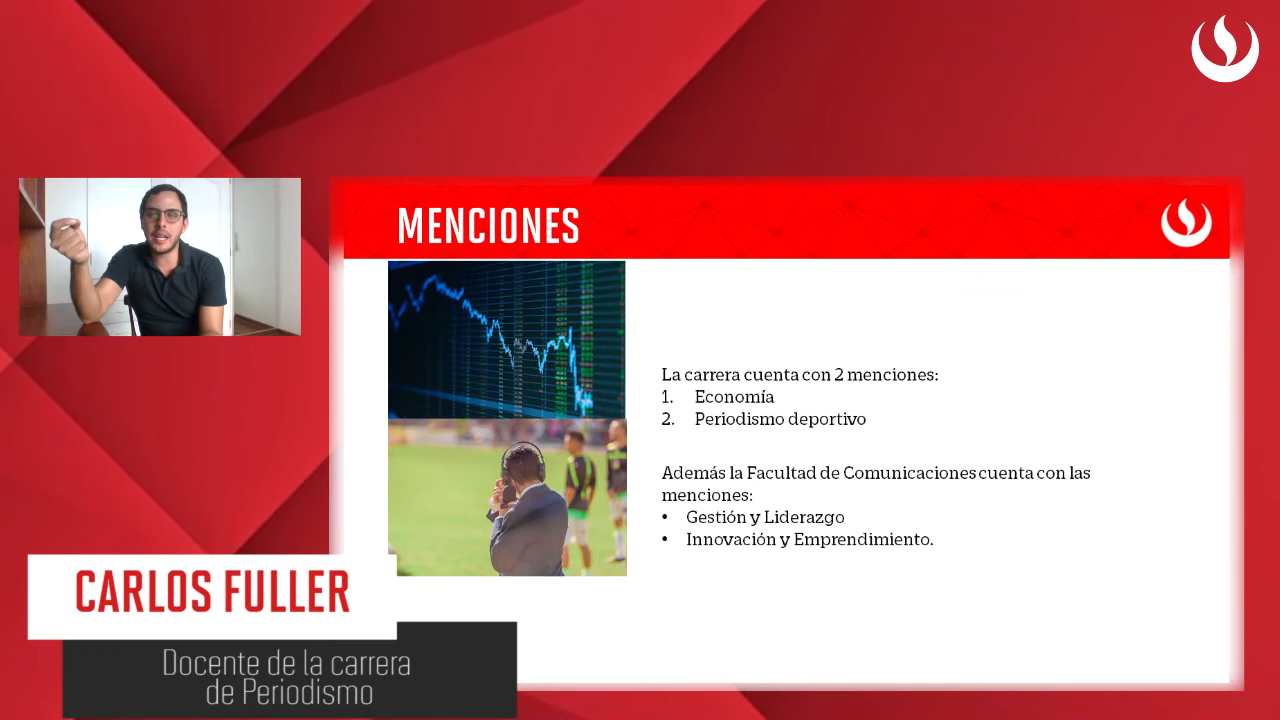 MENCIONES
La carrera cuenta con 2 menciones:
1. Economía
2. Periodismo deportivo
Además la Facultad de Comunicaciones cuenta con las
menciones:
• Gestión y Liderazgo
• Innovación y Emprendimiento.
CARLOS FULLER
Docente de la carrera
de Periodismo